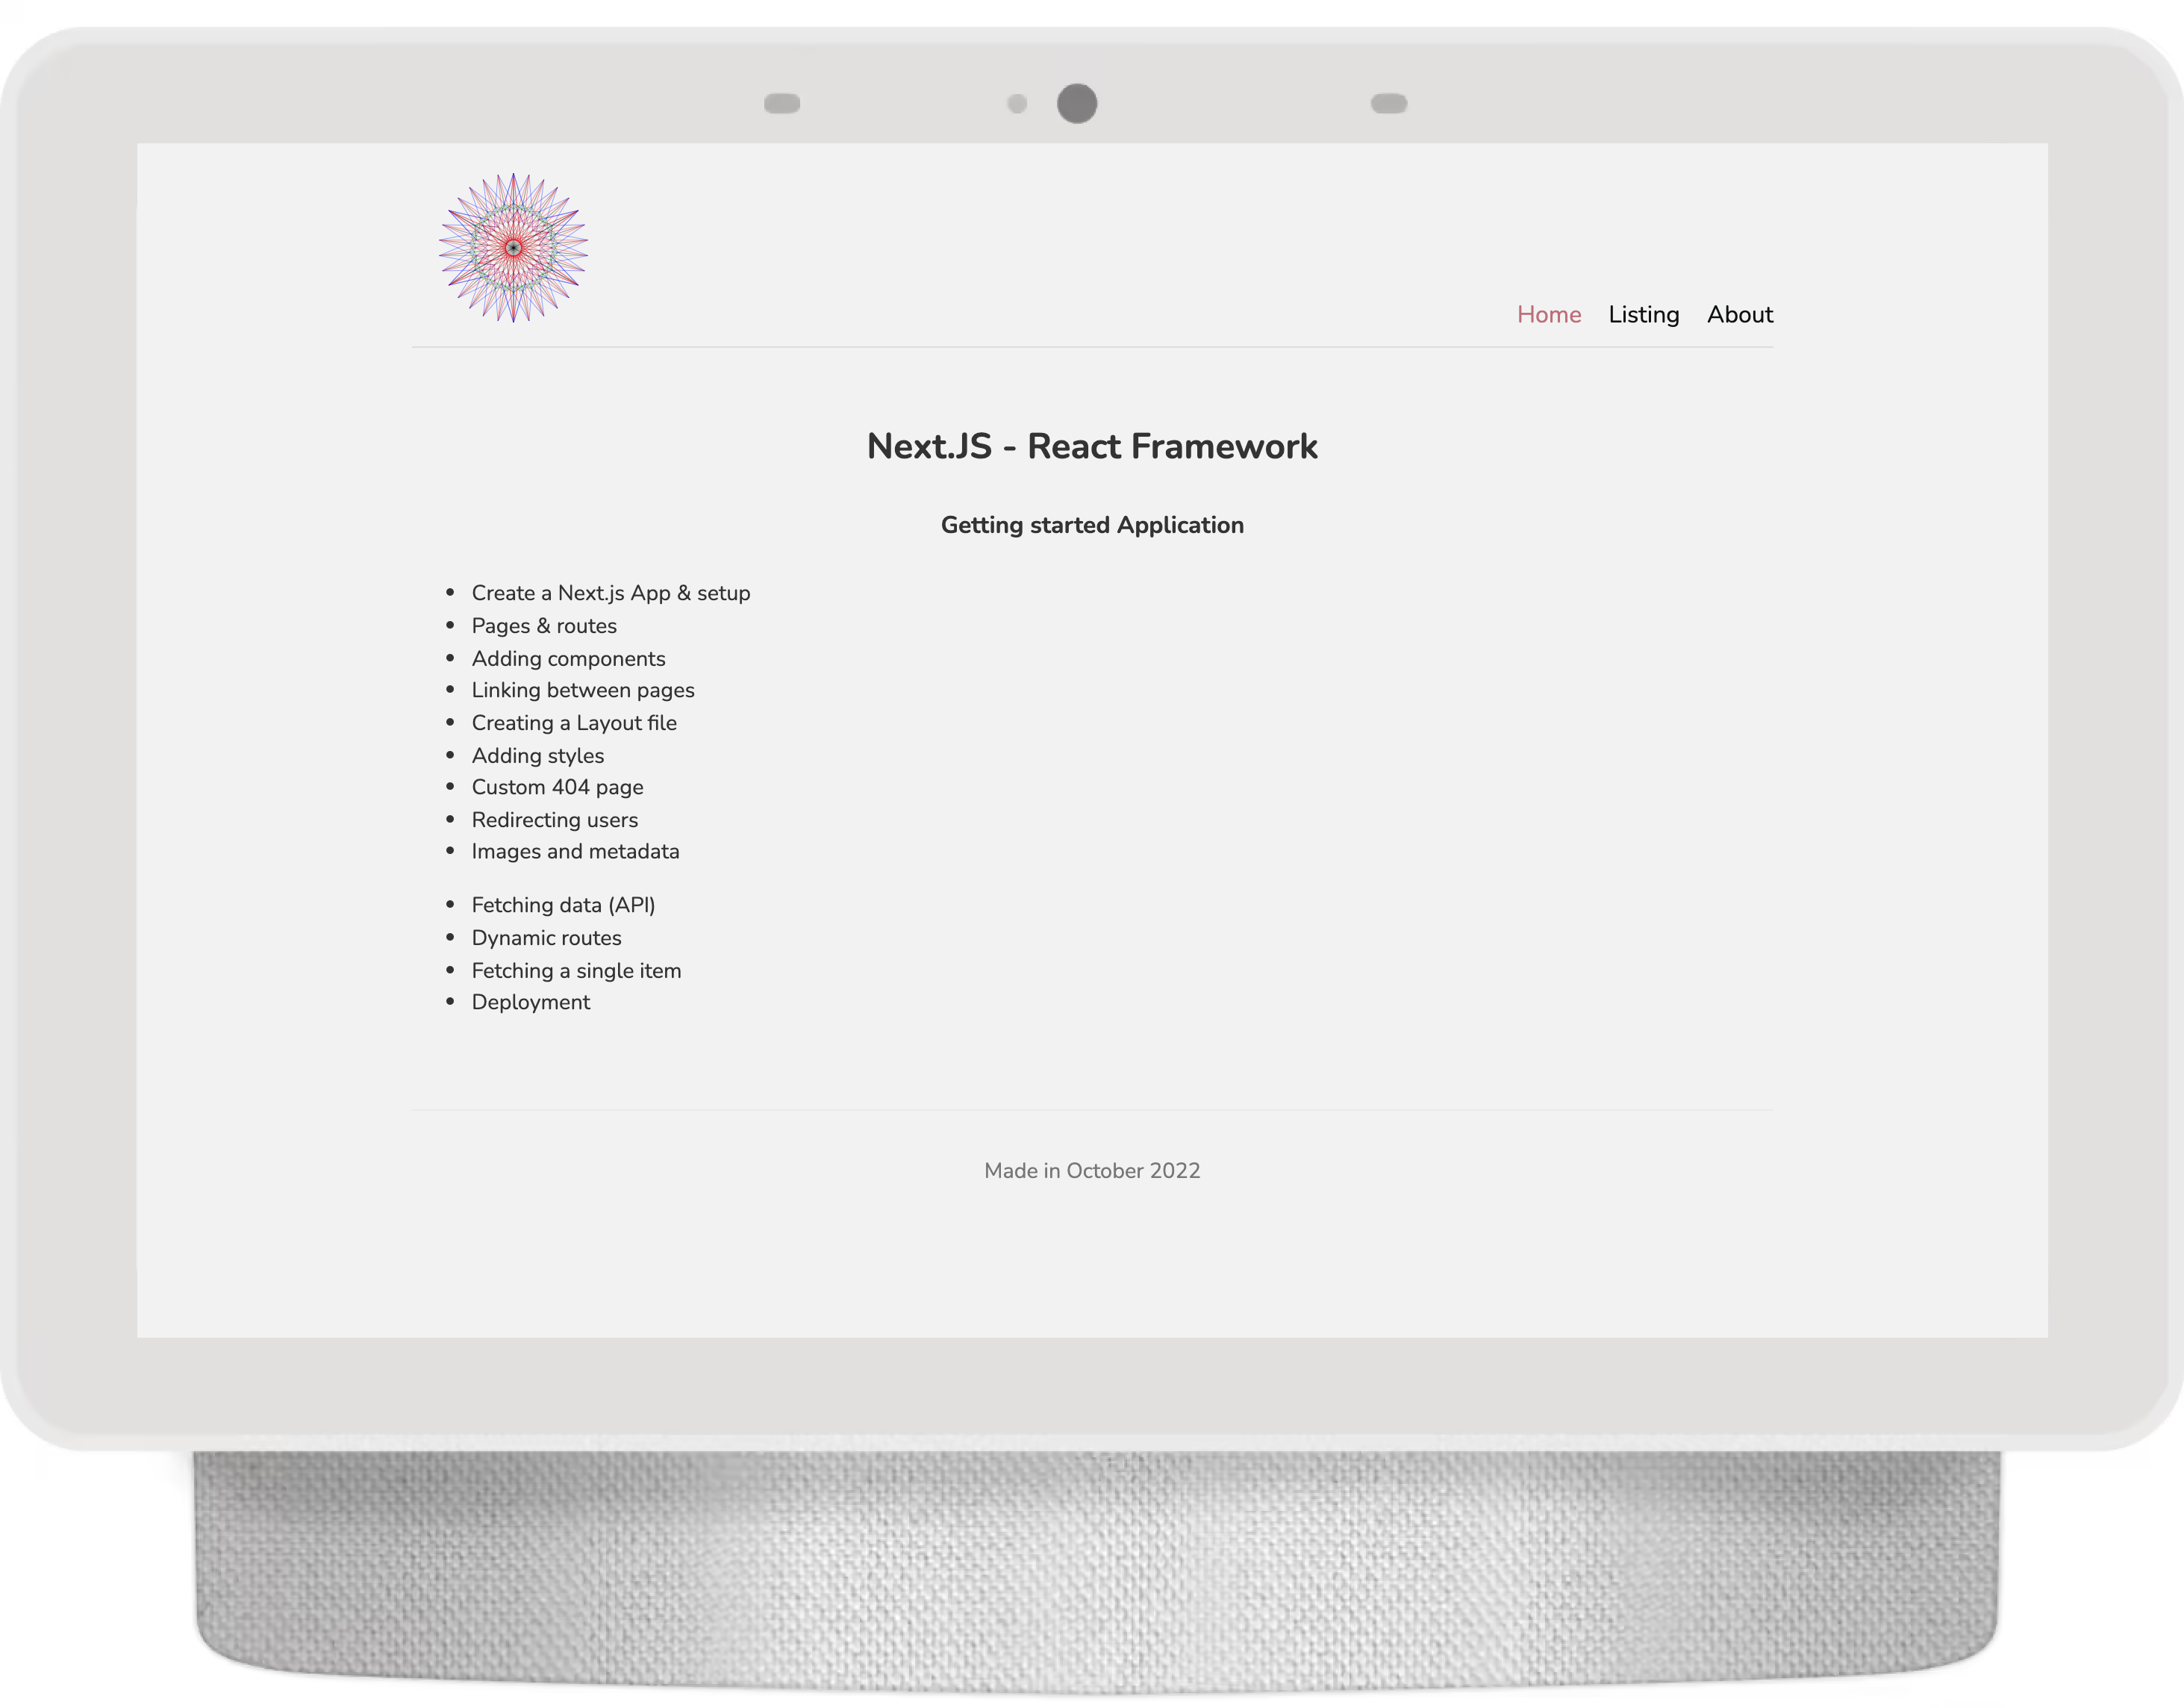 Home Listing About
Next.JS - React Framework
Getting started Application
Create a Next.js App & setup
Pages & routes
Adding components
Linking between pages
Creating a Layout file
Adding styles
Custom 404 page
Redirecting users
Images and metadata
Fetching data (API)
Dynamic routes
Fetching a single item
Deployment
Made in October 2022